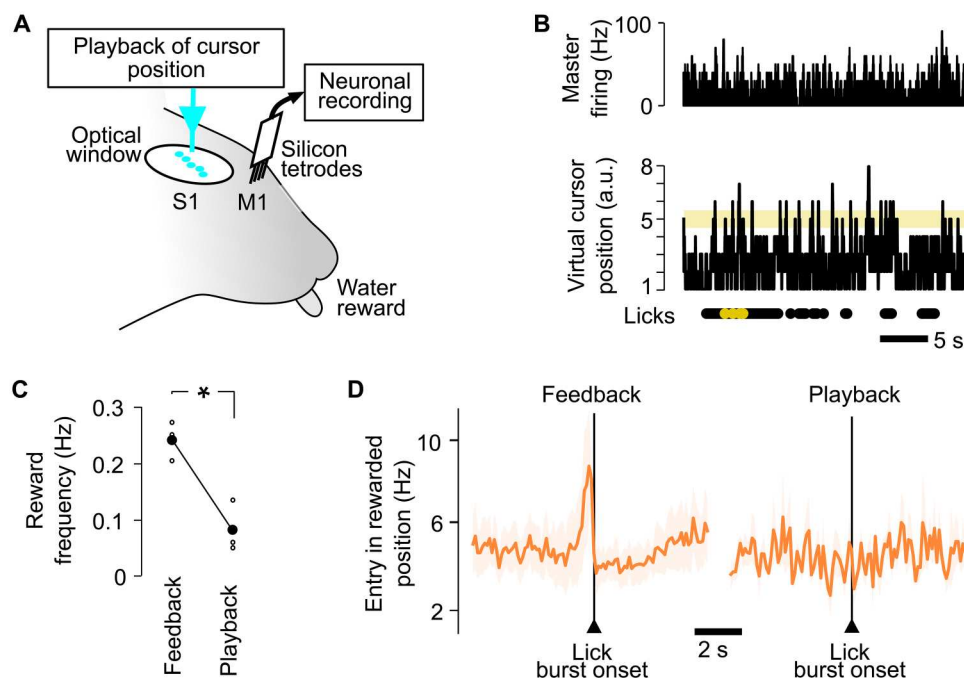 A
Playback of cursor
position
Neuronal
recording
Optical
window
Silicon
tetrodes
S1
M1
Water
reward
B
Master
firing (Hz)
100
0
Virtual cursor
position (a.u.)
8
5
1
Licks
5 s
C
*
Reward
frequency (Hz)
0.3
0.2
0.1
0
Feedback
Playback
D
Feedback
Playback
Entry in rewarded
position (Hz)
10
6
2
Lick
burst onset
2 s
Lick
burst onset